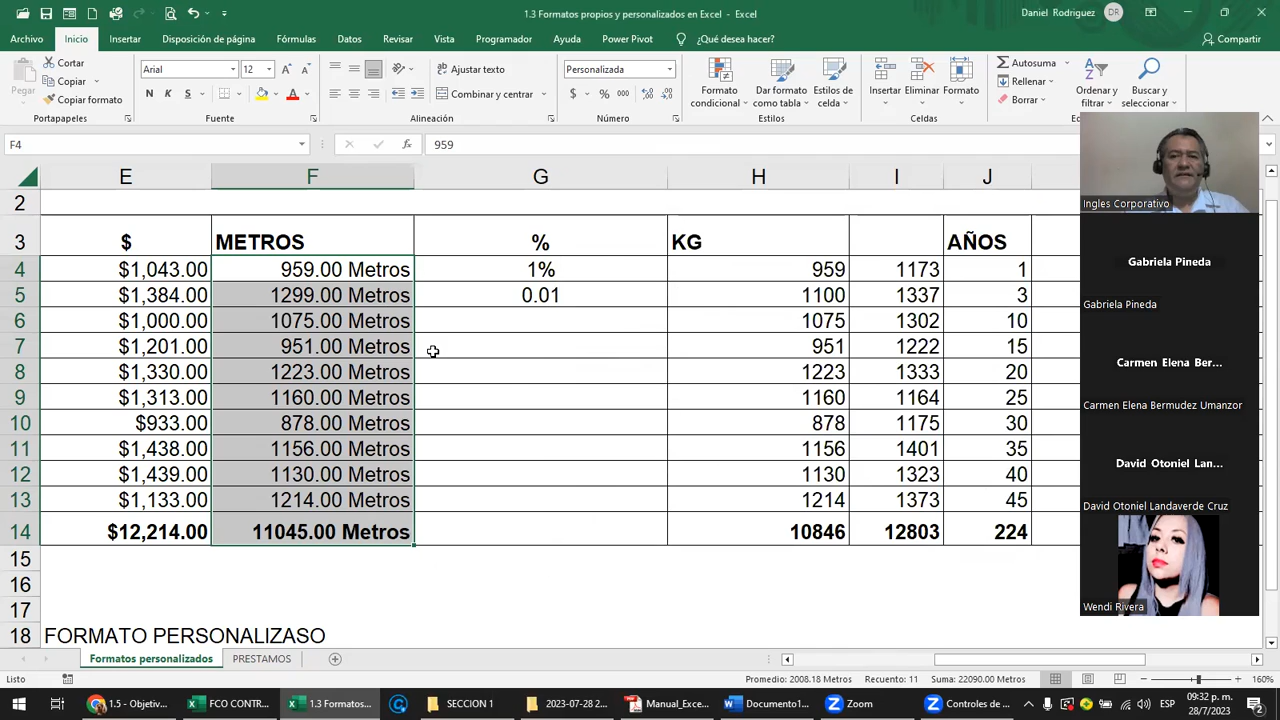 1.3 Formatos propios y personalizados en Excel - Excel
Daniel Rodriguez
DR
Archivo Inicio Insertar Disposición de página Fórmulas Datos Revisar Vista Programador Ayuda Power Pivot ¿Qué desea hacer? Compartir
Pegar
Cortar
Copiar
Copiar formato
Arial 12
N K S
Ajustar texto
Combinar y centrar
Personalizada
$ % 000
Formato condicional
Dar formato como tabla
Estilos de celda
Insertar Eliminar Formato
Autosuma
Rellenar
Borrar
Ordenar y filtrar
Buscar y seleccionar
Portapapeles Fuente Alineación Número Estilos Celdas
F4 fx 959
E F G H I J
2
3 $ METROS % KG AÑOS
4 $1,043.00 959.00 Metros 1% 959 1173 1
5 $1,384.00 1299.00 Metros 0.01 1100 1337 3
6 $1,000.00 1075.00 Metros 1075 1302 10
7 $1,201.00 951.00 Metros 951 1222 15
8 $1,330.00 1223.00 Metros 1223 1333 20
9 $1,313.00 1160.00 Metros 1160 1164 25
10 $933.00 878.00 Metros 878 1175 30
11 $1,438.00 1156.00 Metros 1156 1401 35
12 $1,439.00 1130.00 Metros 1130 1323 40
13 $1,133.00 1214.00 Metros 1214 1373 45
14 $12,214.00 11045.00 Metros 10846 12803 224
15
16
17
18 FORMATO PERSONALIZASO
Ingles Corporativo
Gabriela Pineda
Gabriela Pineda
Carmen Elena Ber...
Carmen Elena Bermudez Umanzor
David Otoniel Lan...
David Otoniel Landaverde Cruz
Wendi Rivera
Formatos personalizados PRESTAMOS
Listo Promedio: 2008.18 Metros Recuento: 11 Suma: 22090.00 Metros 160%
1.5 - Objetiv... FCO CONTR... 1.3 Formatos... SECCION 1 2023-07-28 2... Manual_Exce... Documento1... Zoom Controles de ... ESP
09:32 p. m.
28/7/2023